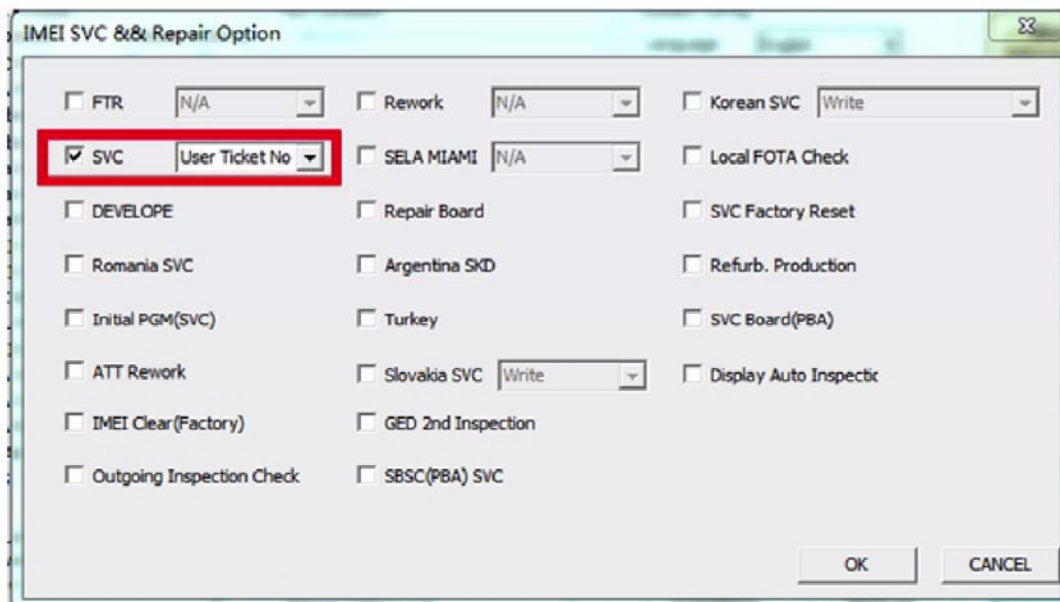 IMEI SVC && Repair Option
FTR N/A Rework N/A Korean SVC Write
SVC User Ticket No SELA MIAMI N/A Local FOTA Check
DEVELOPE Repair Board SVC Factory Reset
Romania SVC Argentina SKD Refurb. Production
Initial PGM(SVC) Turkey SVC Board(PBA)
ATT Rework Slovakia SVC Write Display Auto Inspectic
IMEI Clear(Factory) GED 2nd Inspection
Outgoing Inspection Check SBSC(PBA) SVC
OK CANCEL